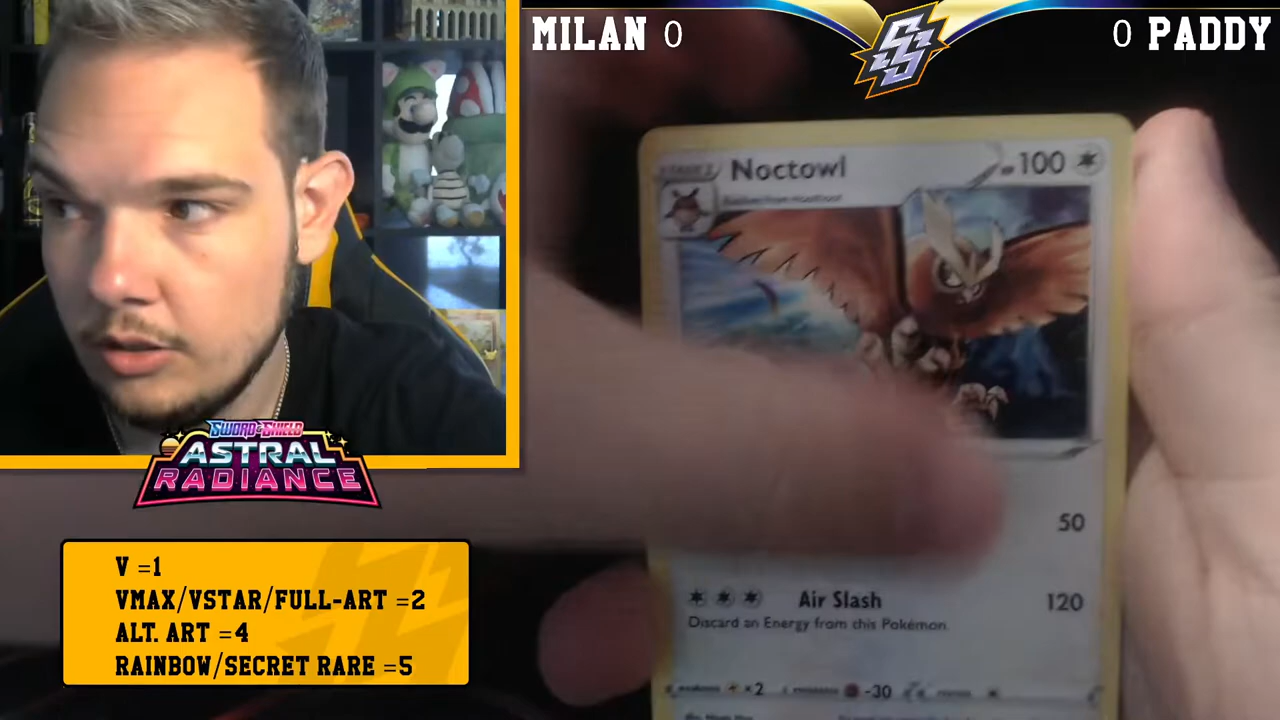 MILAN 0
0 PADDY
Noctowl
100
50
Air Slash
120
Discard an Energy from this Pokémon.
×2
-30
SWORD & SHIELD
ASTRAL
RADIANCE
V =1
VMAX/VSTAR/FULL-ART =2
ALT. ART =4
RAINBOW/SECRET RARE =5